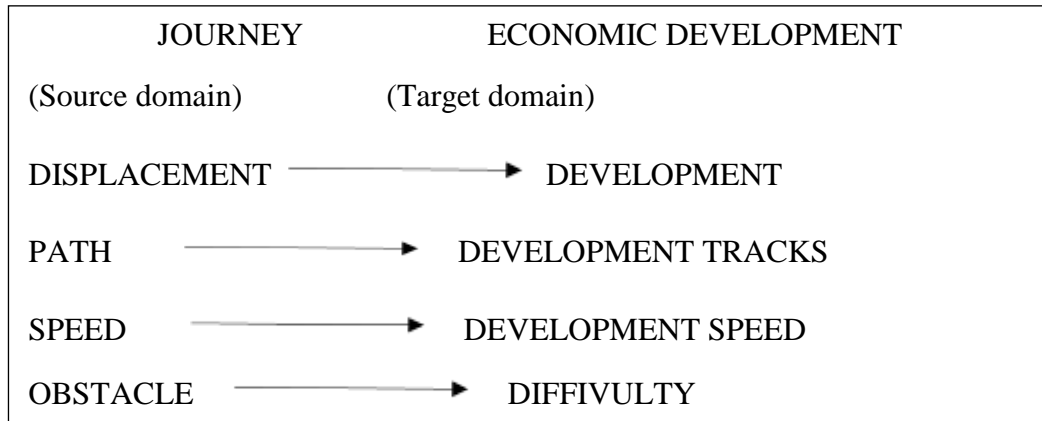 JOURNEY ECONOMIC DEVELOPMENT
(Source domain) (Target domain)
DISPLACEMENT DEVELOPMENT
PATH DEVELOPMENT TRACKS
SPEED DEVELOPMENT SPEED
OBSTACLE DIFFIVULTY